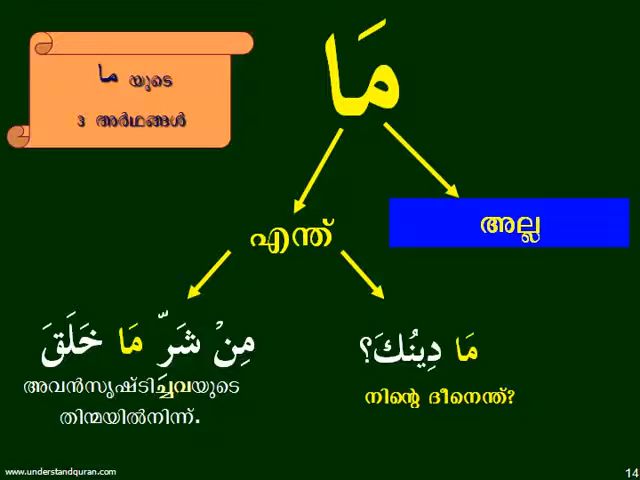 مَا
ما യുടെ
3 അർഥങ്ങൾ
എന്ത്
അല്ല
مِنْ شَرِّ مَا خَلَقَ
അവൻസൃഷ്ടിച്ചവയുടെ
തിന്മയിൽനിന്ന്.
مَا دِينُكَ؟
നിന്റെ ദീനെന്ത്?
www.understandquran.com
14